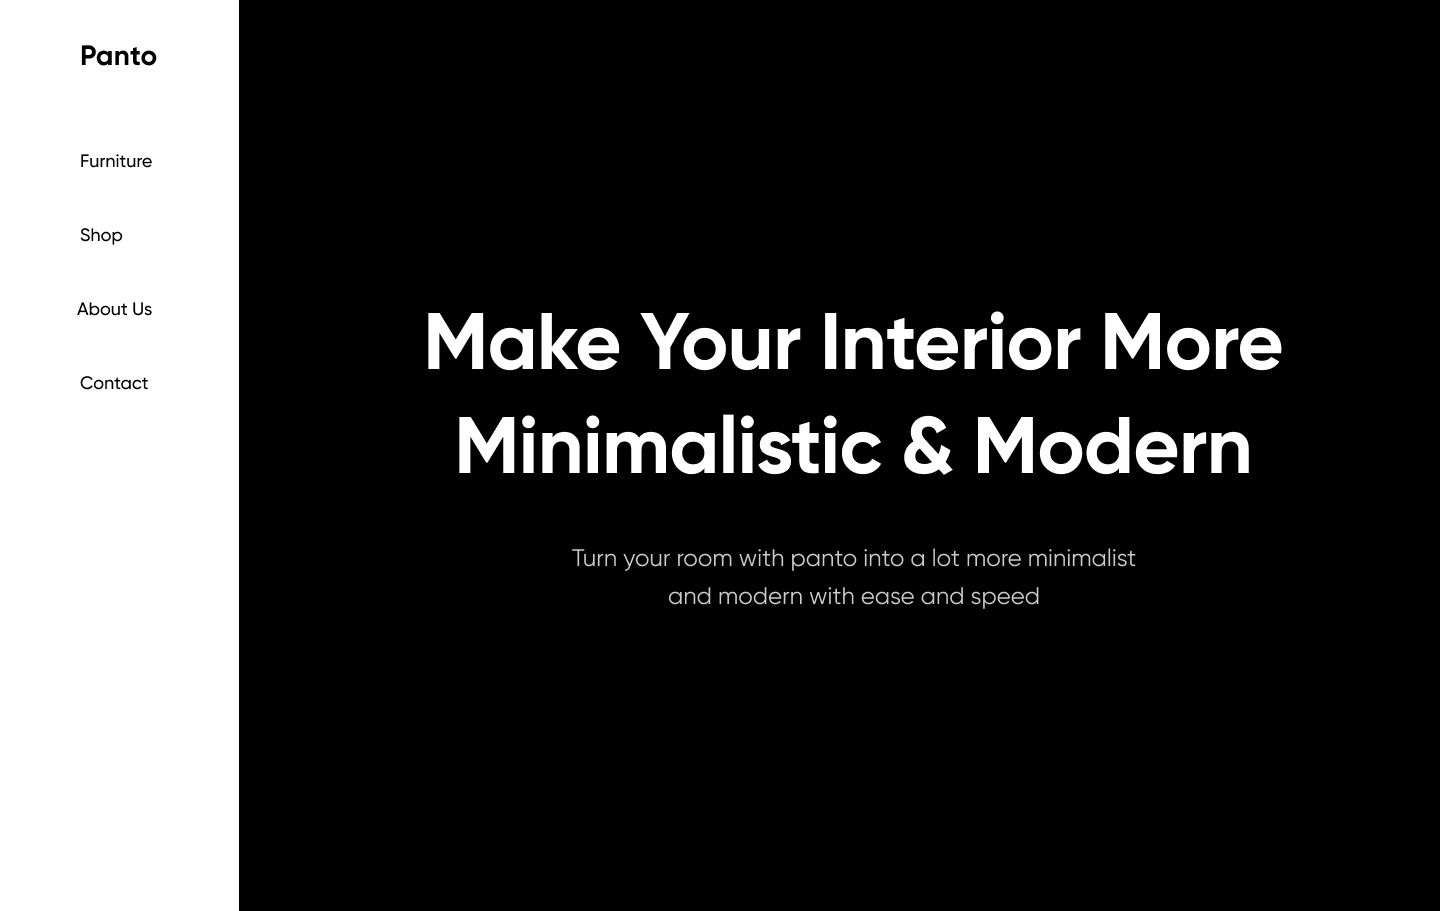 Panto
Furniture
Shop
About Us
Contact
Make Your Interior More
Minimalistic & Modern
Turn your room with panto into a lot more minimalist
and modern with ease and speed